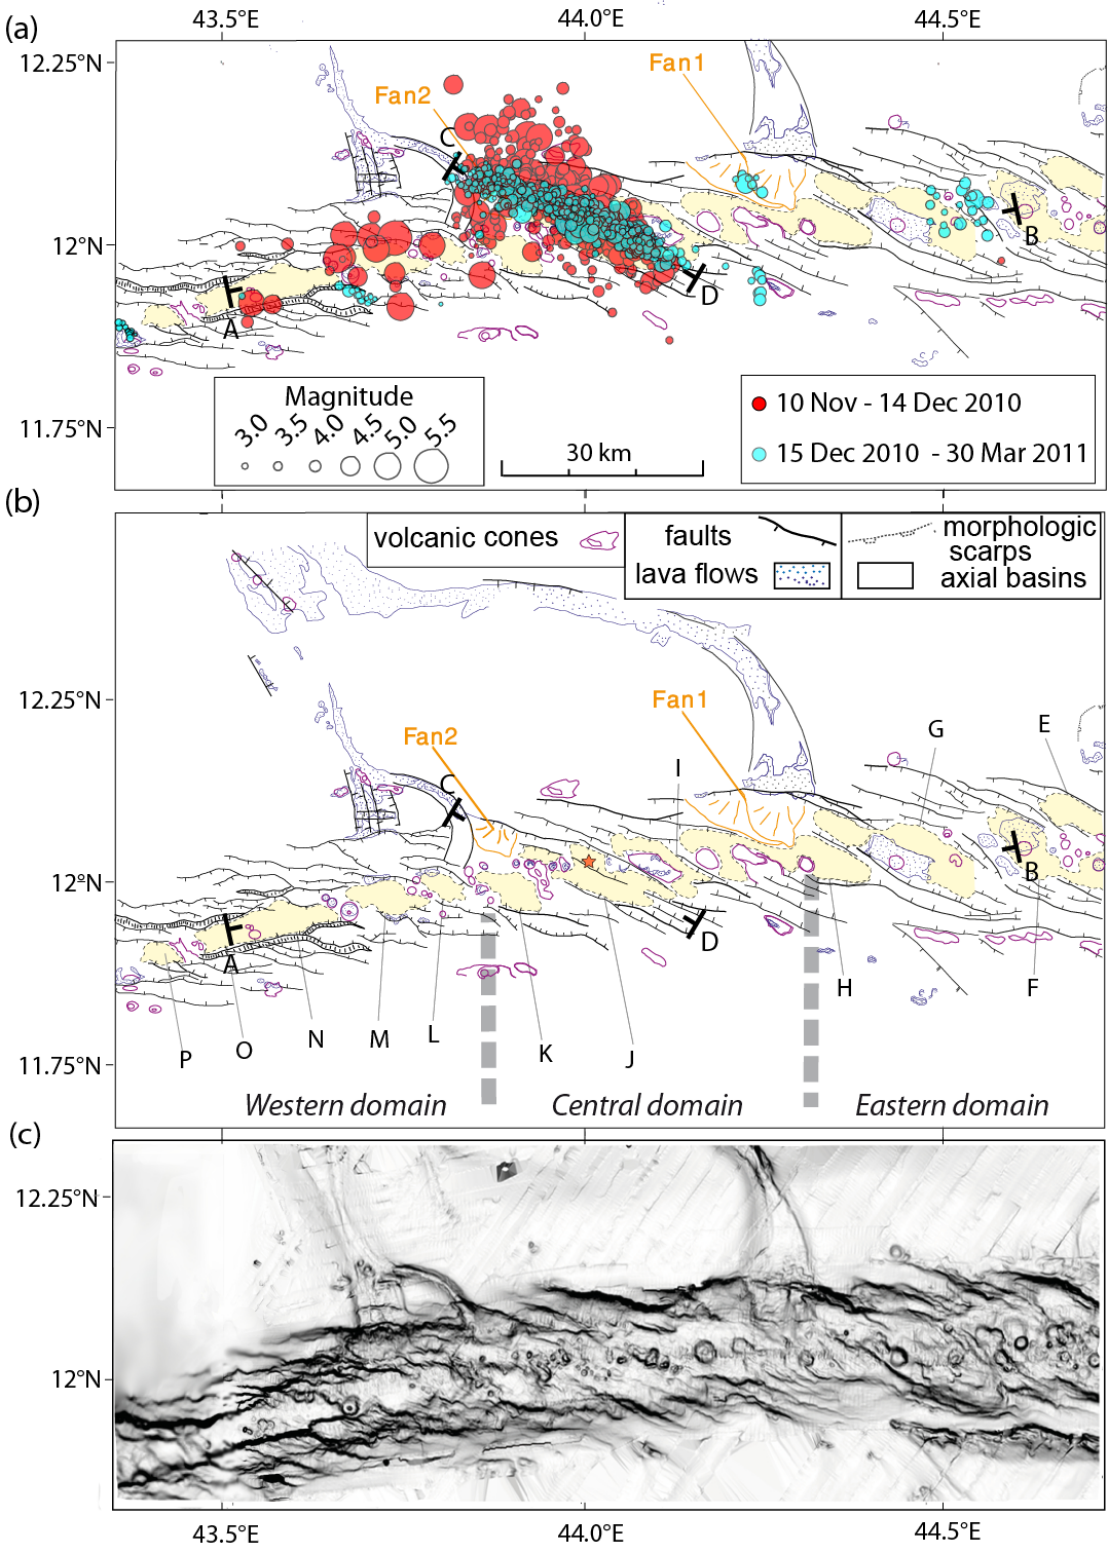 (a)
43.5°E 44.0°E 44.5°E
12.25°N
12°N
11.75°N
Fan2
Fan1
C
A
D
B
Magnitude
3.0 3.5 4.0 4.5 5.0 5.5
30 km
10 Nov - 14 Dec 2010
15 Dec 2010 - 30 Mar 2011
(b)
volcanic cones
faults
lava flows
morphologic
scarps
axial basins
12.25°N
12°N
11.75°N
Fan2
Fan1
C
I
G
E
A
D
B
P
O
N
M
L
K
J
H
F
Western domain
Central domain
Eastern domain
(c)
12.25°N
12°N
43.5°E 44.0°E 44.5°E